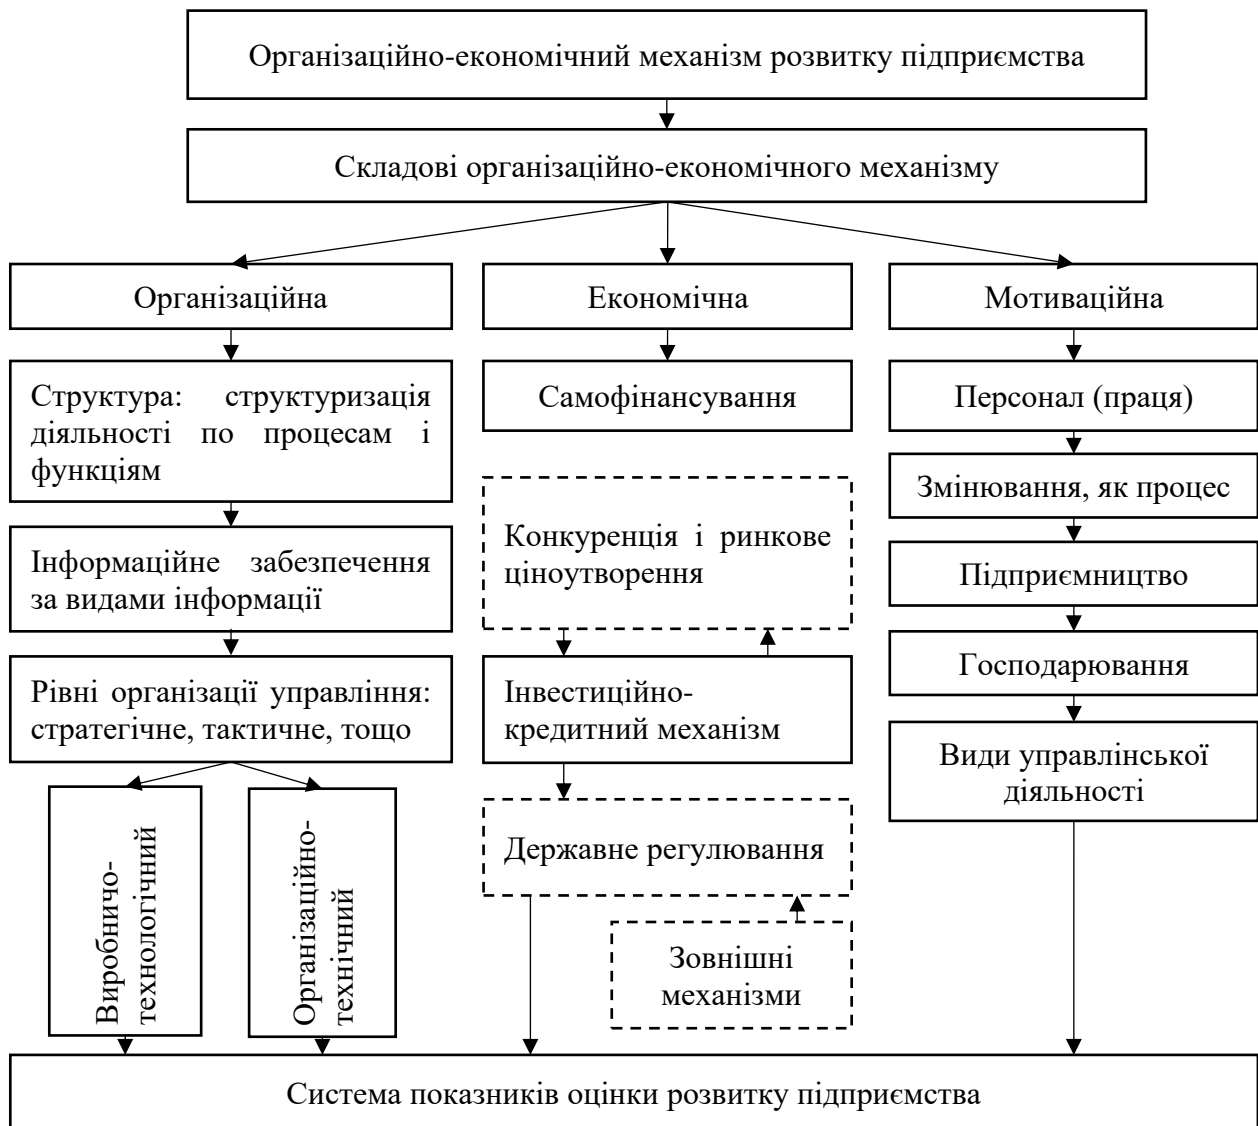 Організаційно-економічний механізм розвитку підприємства
Складові організаційно-економічного механізму
Організаційна
Економічна
Мотиваційна
Структура: структуризація
діяльності по процесам і
функціям
Самофінансування
Персонал (праця)
Змінювання, як процес
Конкуренція і ринкове
ціноутворення
Інформаційне забезпечення
за видами інформації
Підприємництво
Господарювання
Рівні організації управління:
стратегічне, тактичне, тощо
Інвестиційно-
кредитний механізм
Види управлінської
діяльності
Виробничо-
технологічний
Організаційно-
технічний
Державне регулювання
Зовнішні
механізми
Система показників оцінки розвитку підприємства